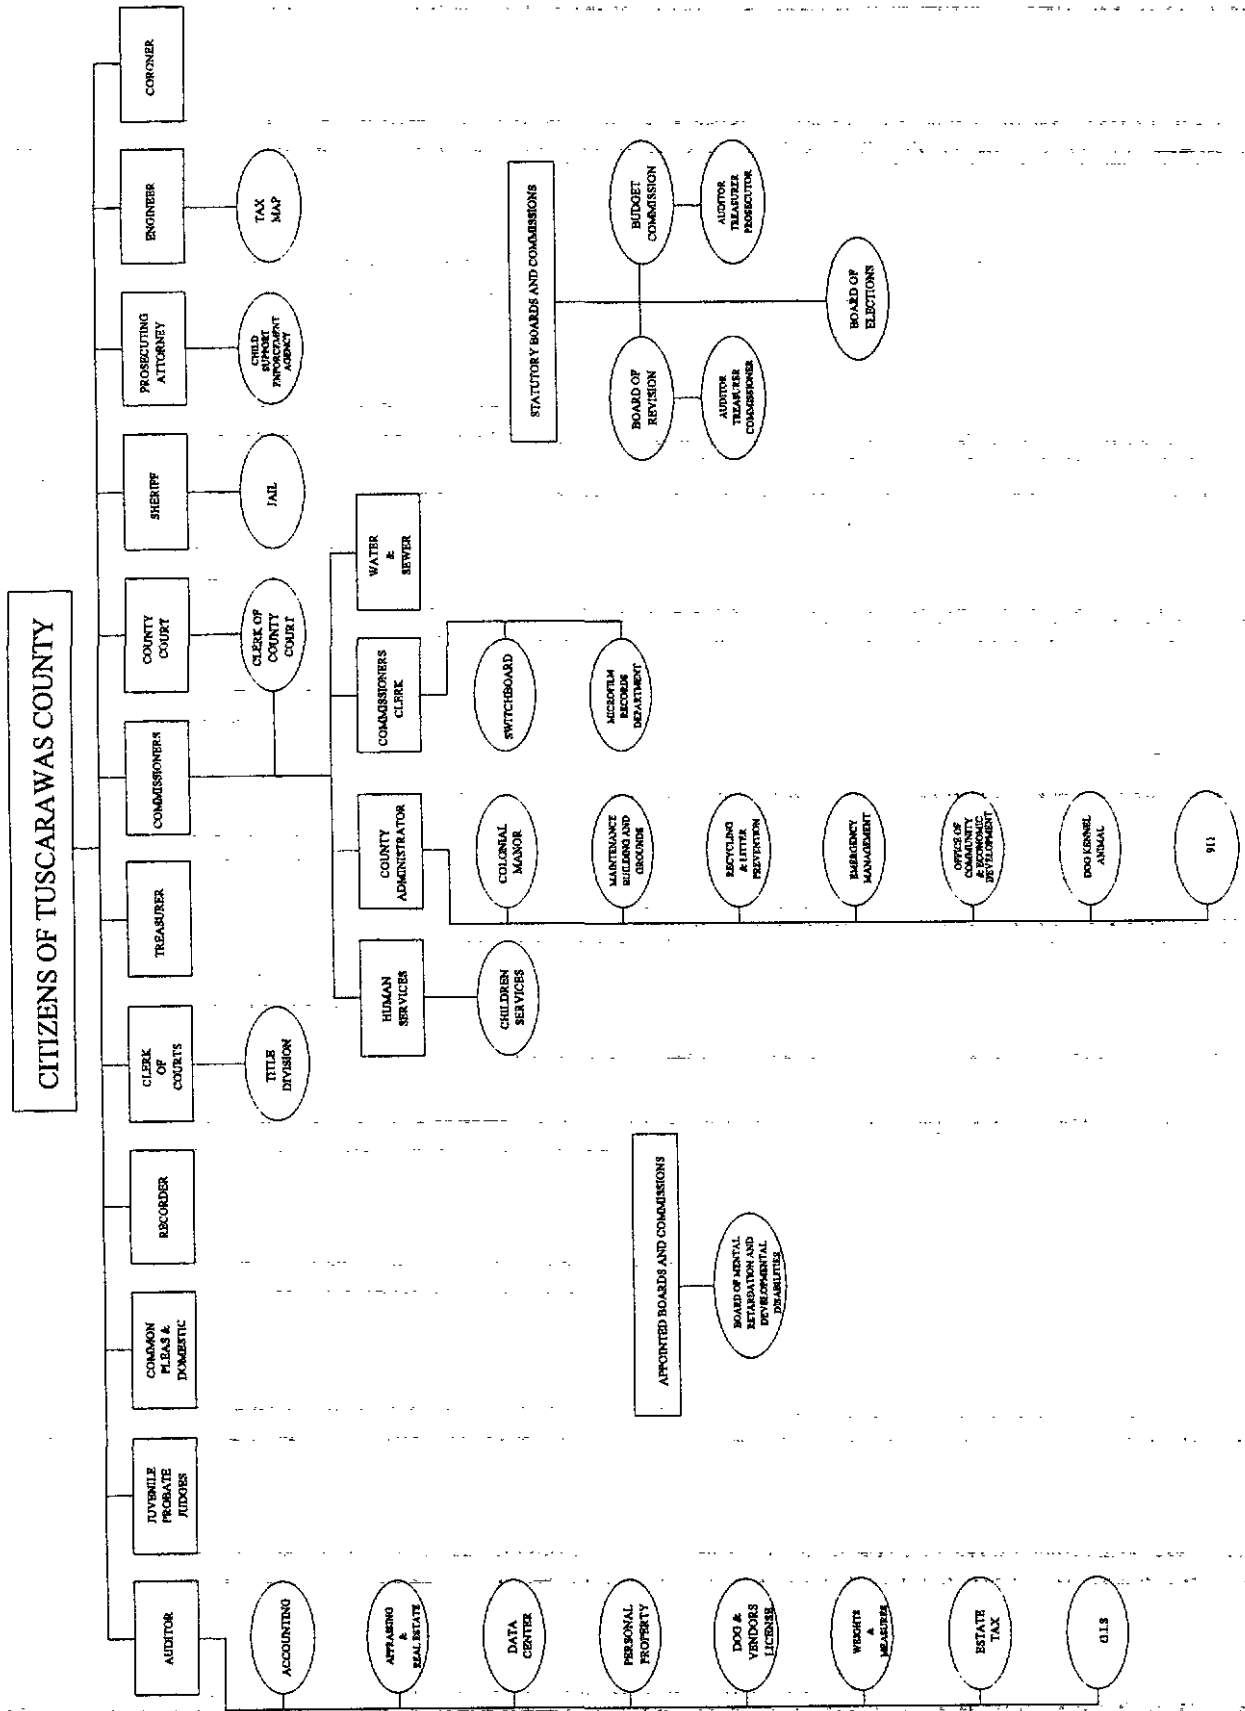 CITIZENS OF TUSCARAWAS COUNTY
AUDITOR
JUVENILE
PROBATE
JUDGES
COMMON
PLEAS &
DOMESTIC
RECORDER
CLERK
OF
COURTS
TREASURER
COMMISSIONERS
COUNTY
COURT
SHERIFF
PROSECUTING
ATTORNEY
ENGINEER
CORONER
ACCOUNTING
APPRAISING
&
REAL ESTATE
DATA
CENTER
PERSONAL
PROPERTY
DOG &
VENDORS
LICENSE
WEIGHTS
&
MEASURES
ESTATE
TAX
G.I.S
TITLE
DIVISION
CLERK OF
COUNTY
COURT
JAIL
CHILD
SUPPORT
ENFORCEMENT
AGENCY
TAX
MAP
HUMAN
SERVICES
CHILDREN
SERVICES
COUNTY
ADMINISTRATOR
COLONIAL
MANOR
MAINTENANCE
BUILDING AND
GROUNDS
RECYCLING
& LITTER
PREVENTION
EMERGENCY
MANAGEMENT
OFFICE OF
COMMUNITY
& ECONOMIC
DEVELOPMENT
DOG KENNEL
ANIMAL
911
COMMISSIONERS
CLERK
SWITCHBOARD
MICROFILM
RECORDS
DEPARTMENT
WATER
&
SEWER
APPOINTED BOARDS AND COMMISSIONS
BOARD OF MENTAL
RETARDATION AND
DEVELOPMENTAL
DISABILITIES
STATUTORY BOARDS AND COMMISSIONS
BOARD OF
REVISION
AUDITOR
TREASURER
COMMISSIONER
BUDGET
COMMISSION
AUDITOR
TREASURER
PROSECUTOR
BOARD OF
ELECTIONS